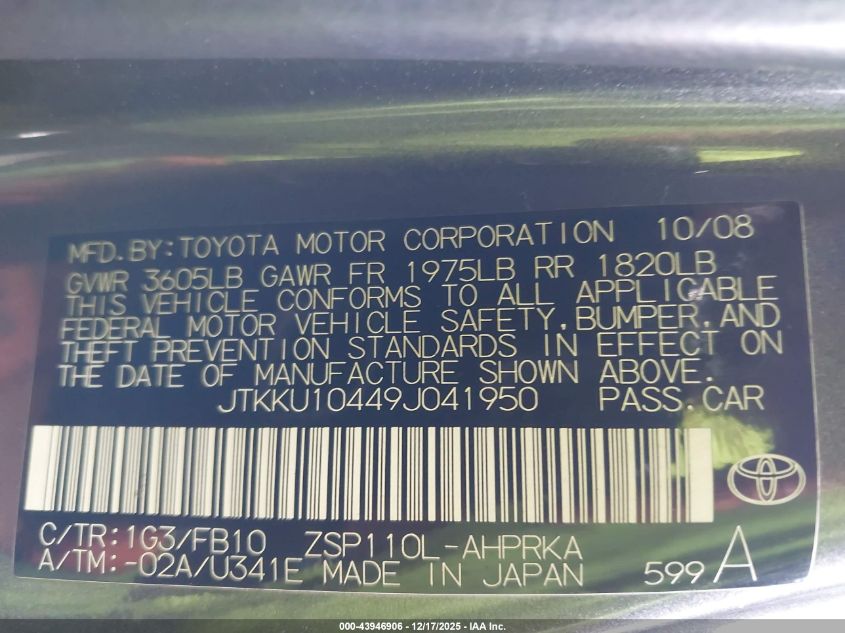 MFD.BY:TOYOTA MOTOR CORPORATION 10/08
GVWR 3605LB GAWR FR 1975LB RR 1820LB
THIS VEHICLE CONFORMS TO ALL APPLICABLE
FEDERAL MOTOR VEHICLE SAFETY,BUMPER,AND
THEFT PREVENTION STANDARDS IN EFFECT ON
THE DATE OF MANUFACTURE SHOWN ABOVE.
JTKKU10449J041950 PASS.CAR
C/TR:1G3/FB10 ZSP110L-AHPRKA
A/TM:-02A/U341E MADE IN JAPAN 599 A
000-43946906 - 12/17/2025 - IAA Inc.